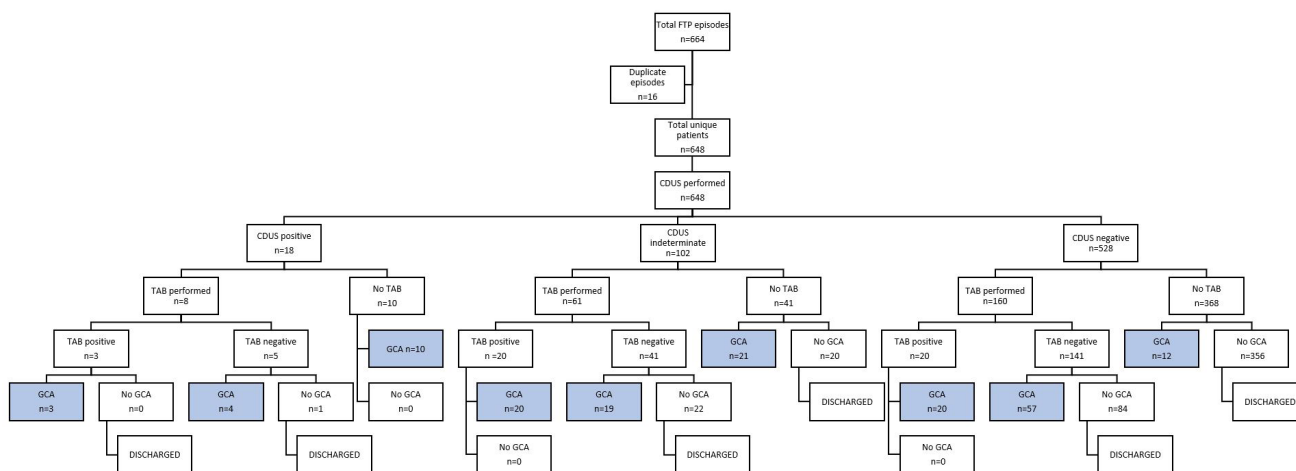 Total FTP episodes
n=664
Duplicate
episodes
n=16
Total unique
patients
n=648
CDUS performed
n=648
CDUS positive
n=18
CDUS
indeterminate
n=102
CDUS negative
n=528
TAB performed
n=8
No TAB
n=10
TAB performed
n=61
No TAB
n=41
TAB performed
n=160
No TAB
n=368
TAB positive
n=3
TAB negative
n=5
GCA n=10
TAB positive
n =20
TAB negative
n=41
GCA
n=21
No GCA
n=20
TAB positive
n=20
TAB negative
n=141
GCA
n=12
No GCA
n=356
GCA
n=3
No GCA
n=0
GCA
n=4
No GCA
n=1
No GCA
n=0
GCA
n=20
GCA
n=19
No GCA
n=22
DISCHARGED
GCA
n=20
GCA
n=57
No GCA
n=84
DISCHARGED
DISCHARGED
DISCHARGED
No GCA
n=0
DISCHARGED
No GCA
n=0
DISCHARGED